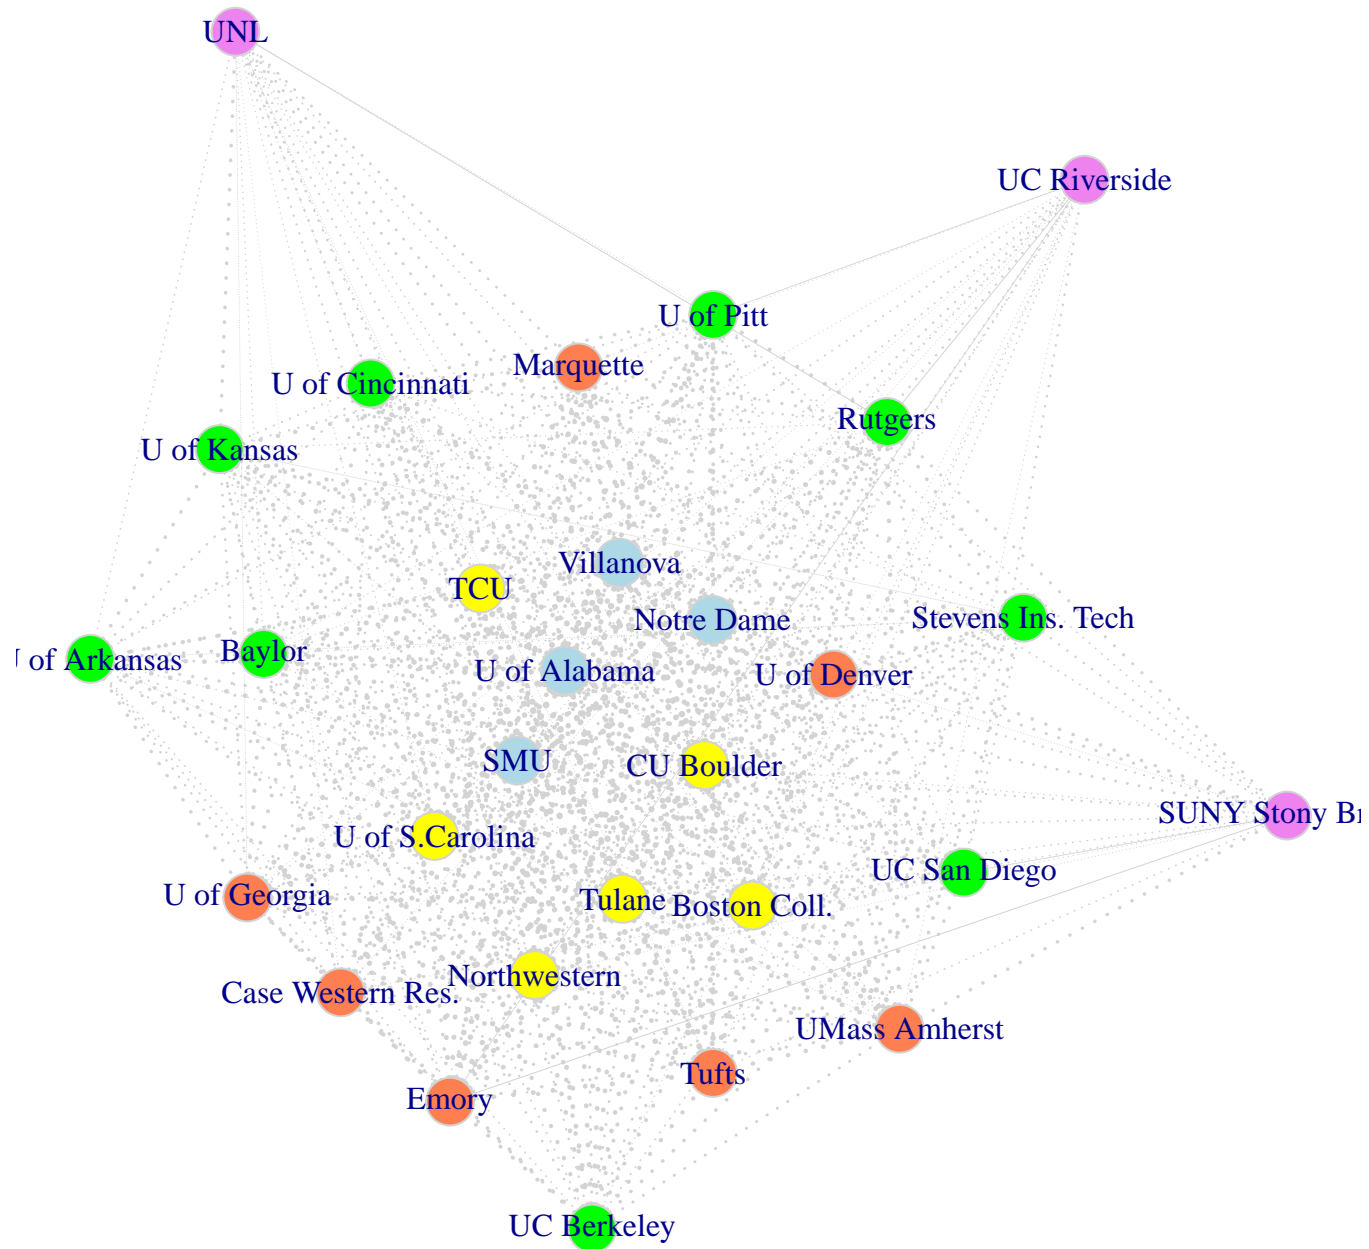 UNL
UC Riverside
U of Pitt
Marquette
U of Cincinnati
Rutgers
U of Kansas
Villanova
TCU
Notre Dame
Stevens Ins. Tech
of Arkansas
Baylor
U of Alabama
U of Denver
SMU
CU Boulder
SUNY Stony
U of S.Carolina
UC San Diego
U of Georgia
Tulane
Boston Coll.
Northwestern
Case Western Res.
UMass Amherst
Tufts
Emory
UC Berkeley